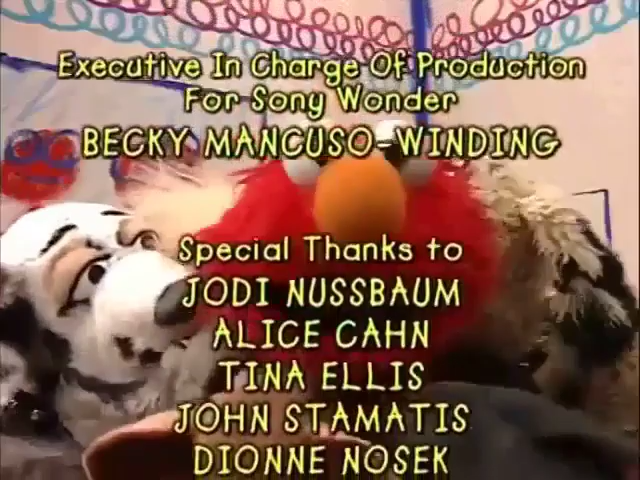 Executive In Charge Of Production
For Sony Wonder
BECKY MANCUSO-WINDING
Special Thanks to
JODI NUSSBAUM
ALICE CAHN
TINA ELLIS
JOHN STAMATIS
DIONNE NOSEK